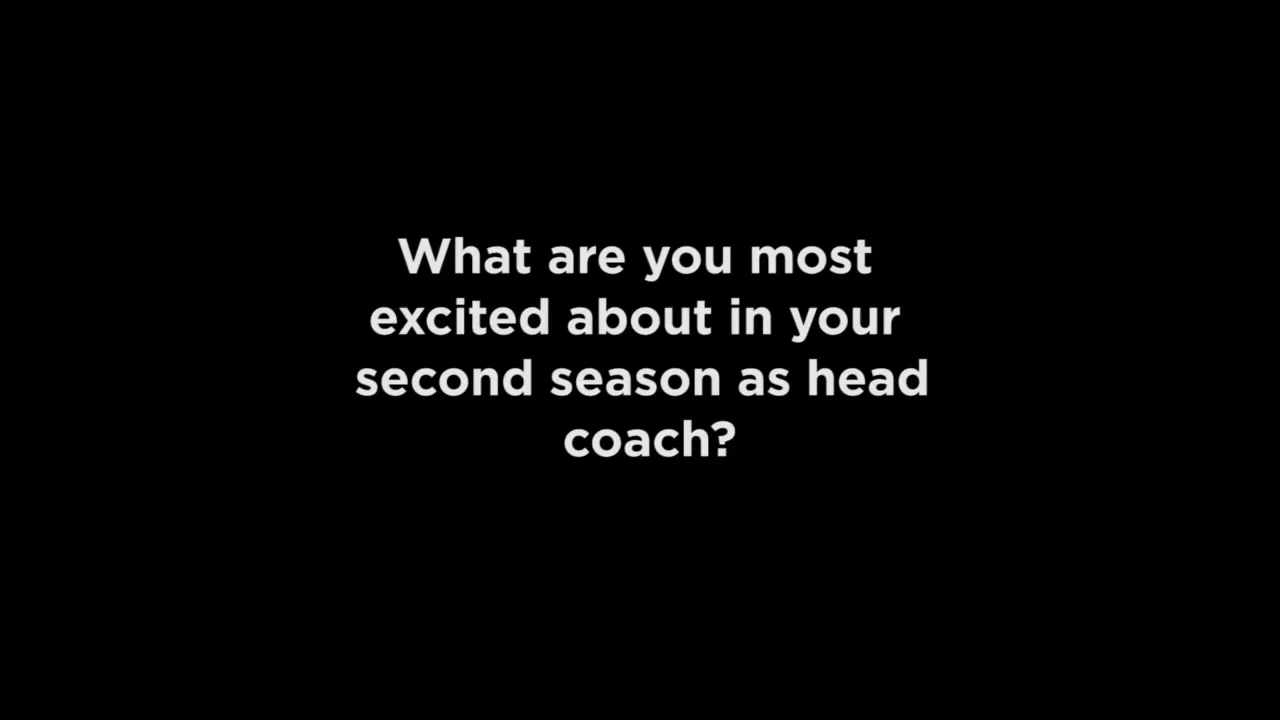 What are you most
excited about in your
second season as head
coach?